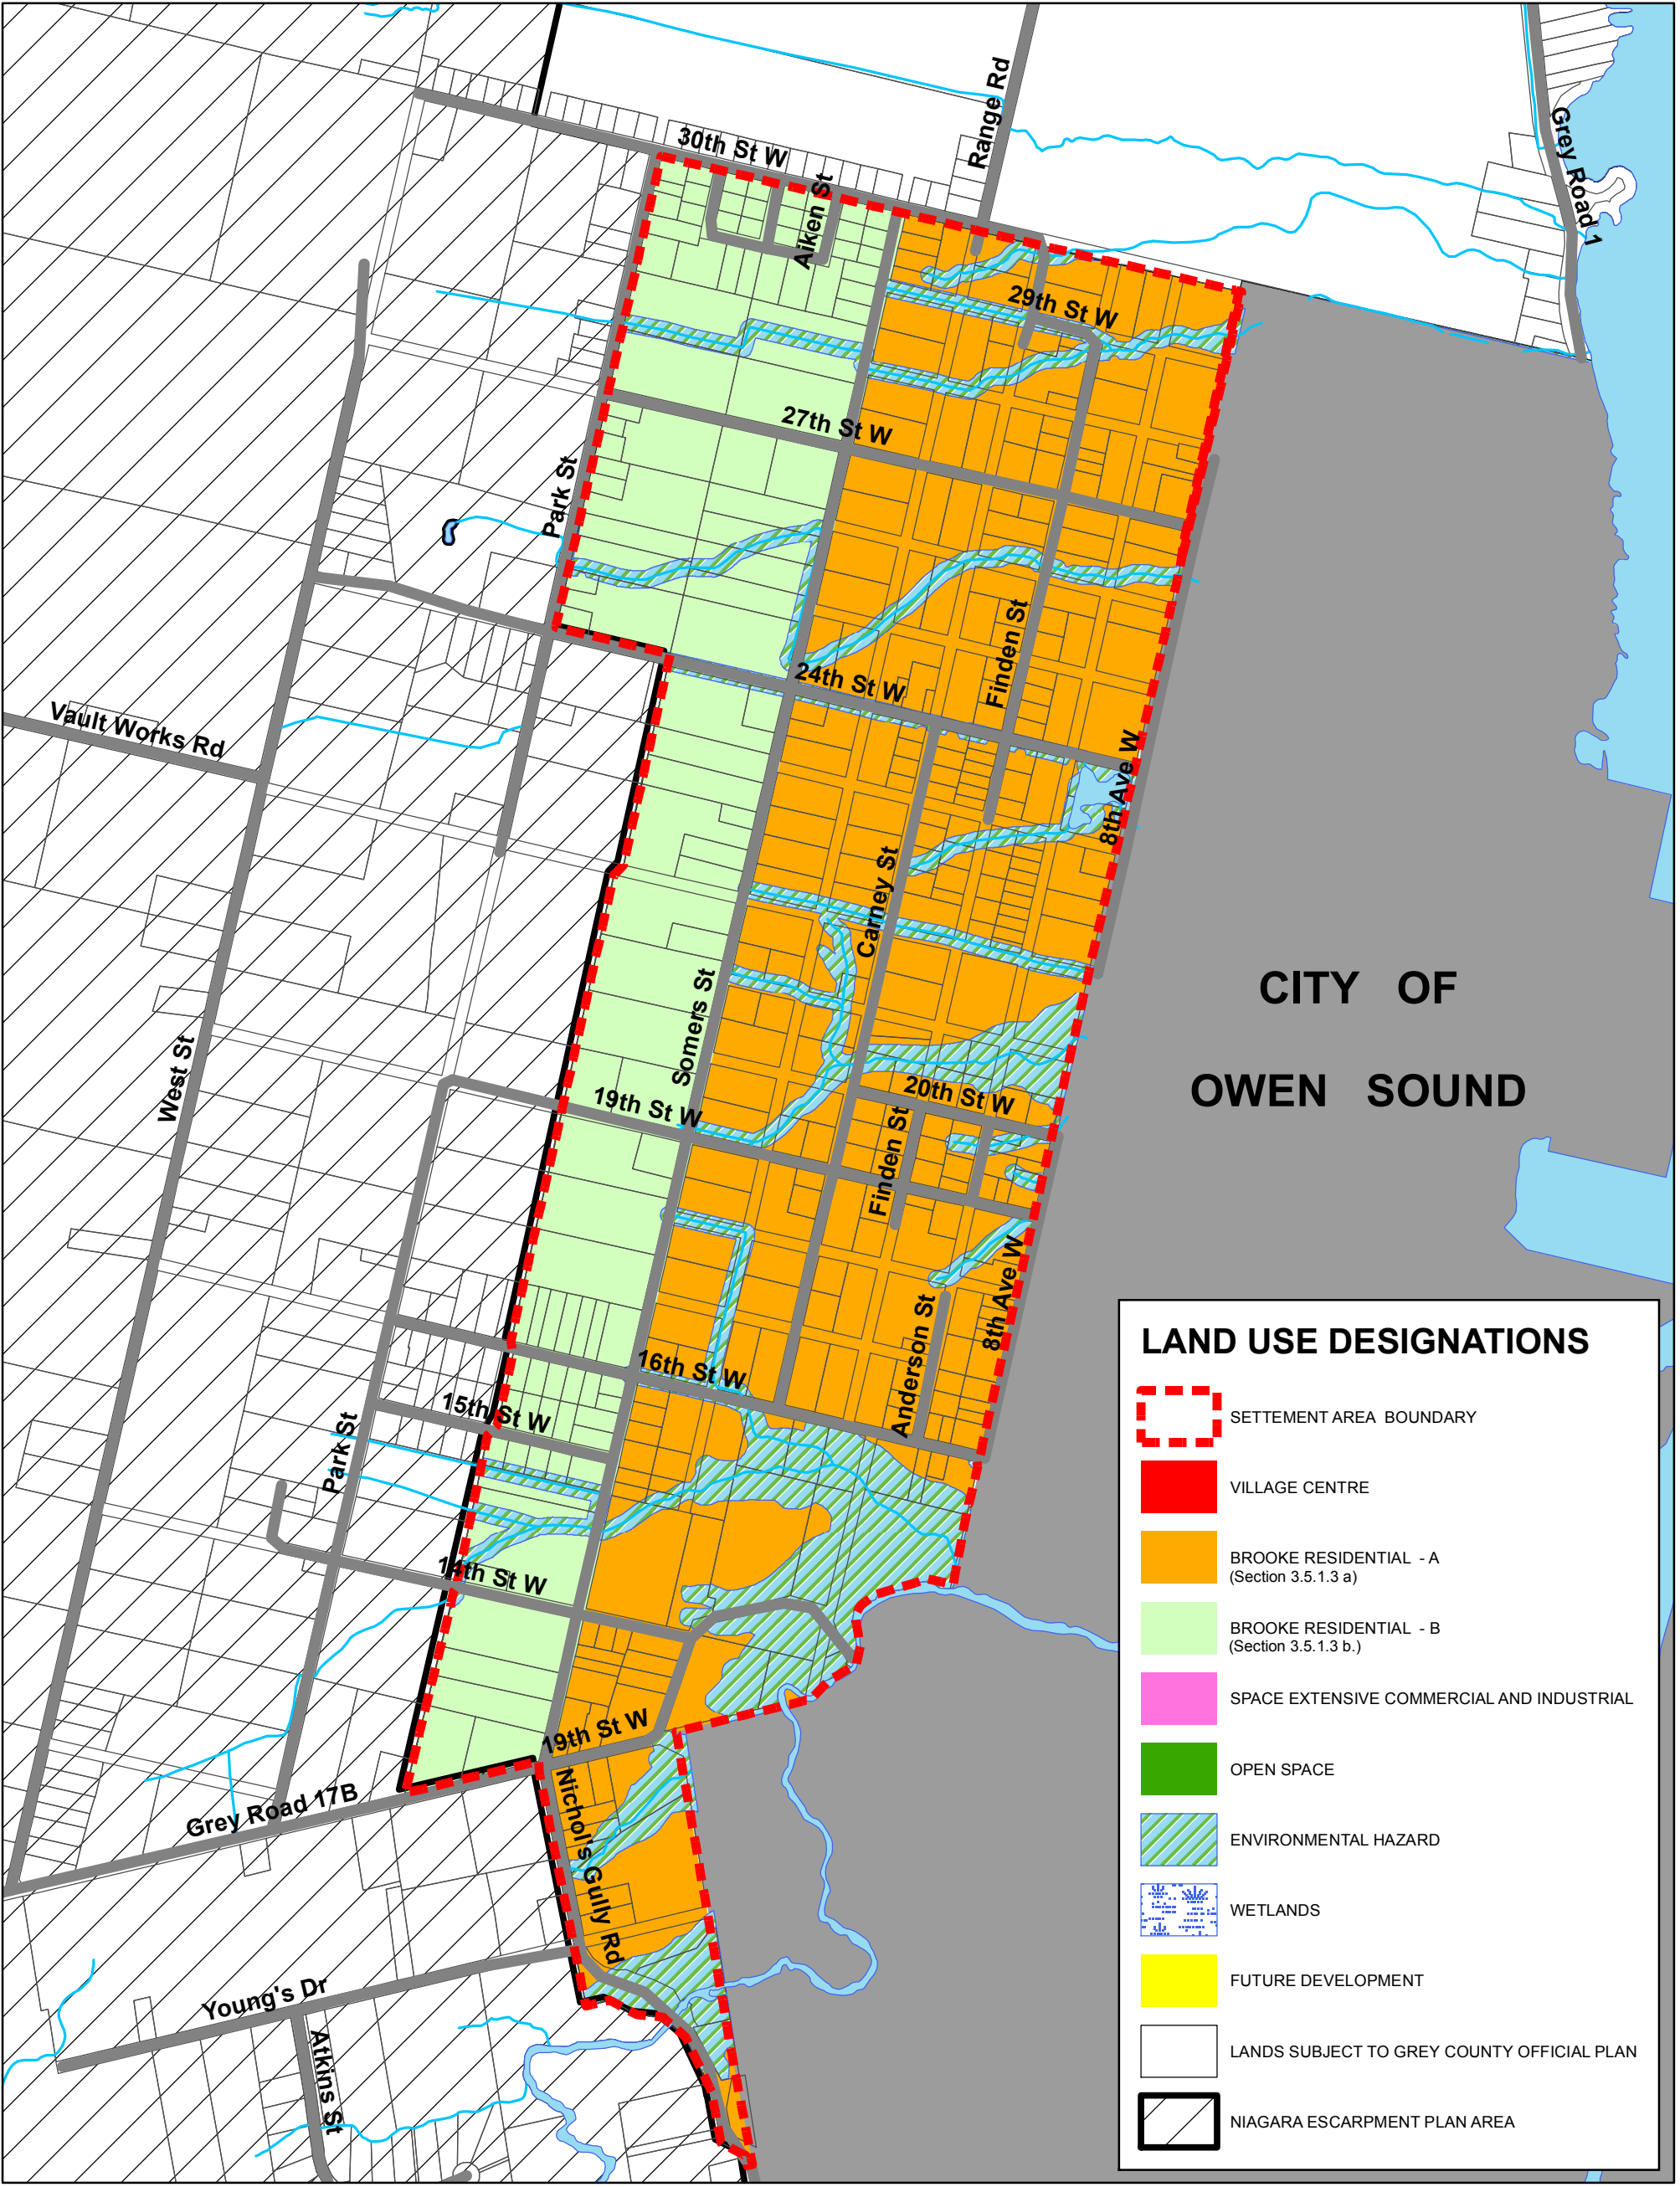 30th St W
Range Rd
Grey Road 1
Aiken St
29th St W
27th St W
Park St
Finden St
24th St W
Vault Works Rd
8th Ave W
Carney St
Somers St
CITY OF
OWEN SOUND
West St
19th St W
20th St W
Finden St
8th Ave W
Anderson St
16th St W
15th St W
Park St
14th St W
19th St W
Grey Road 17B
Nichol's Gully Rd
Young's Dr
Atkins St
LAND USE DESIGNATIONS
SETTEMENT AREA BOUNDARY
VILLAGE CENTRE
BROOKE RESIDENTIAL - A
(Section 3.5.1.3 a)
BROOKE RESIDENTIAL - B
(Section 3.5.1.3 b.)
SPACE EXTENSIVE COMMERCIAL AND INDUSTRIAL
OPEN SPACE
ENVIRONMENTAL HAZARD
WETLANDS
FUTURE DEVELOPMENT
LANDS SUBJECT TO GREY COUNTY OFFICIAL PLAN
NIAGARA ESCARPMENT PLAN AREA